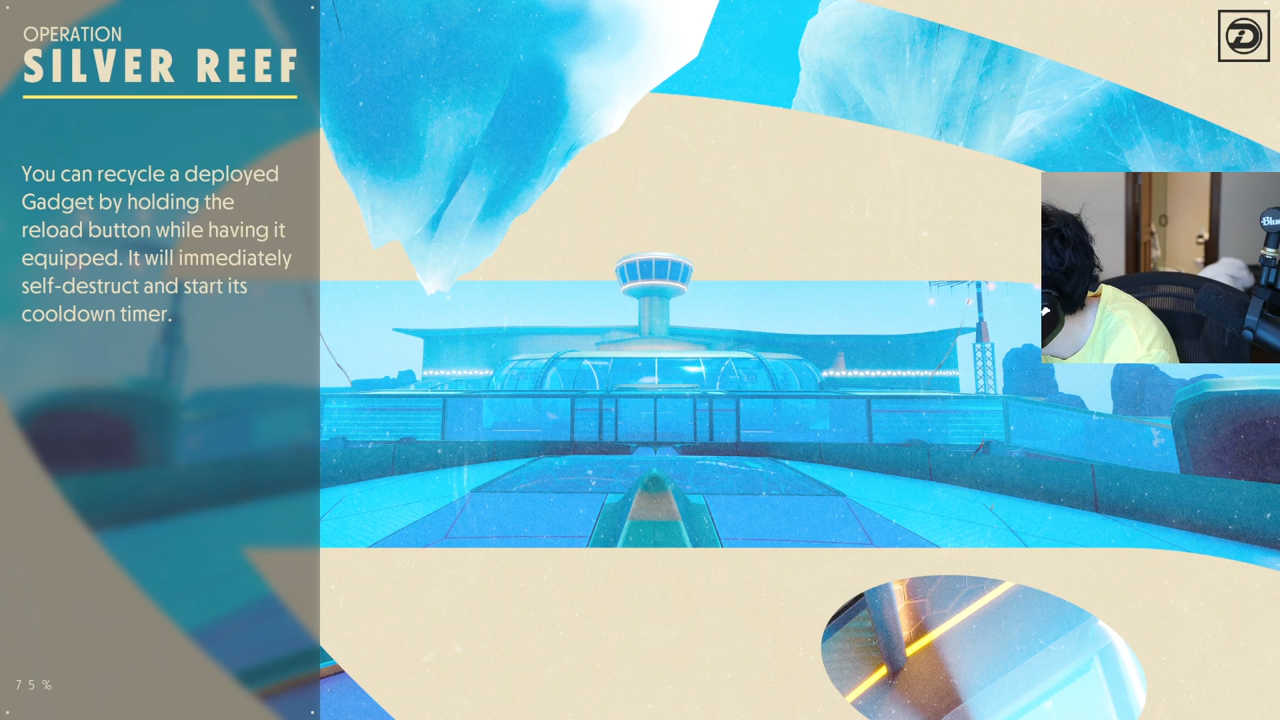 OPERATION
SILVER REEF
You can recycle a deployed
Gadget by holding the
reload button while having it
equipped. It will immediately
self-destruct and start its
cooldown timer.
Blue
75%